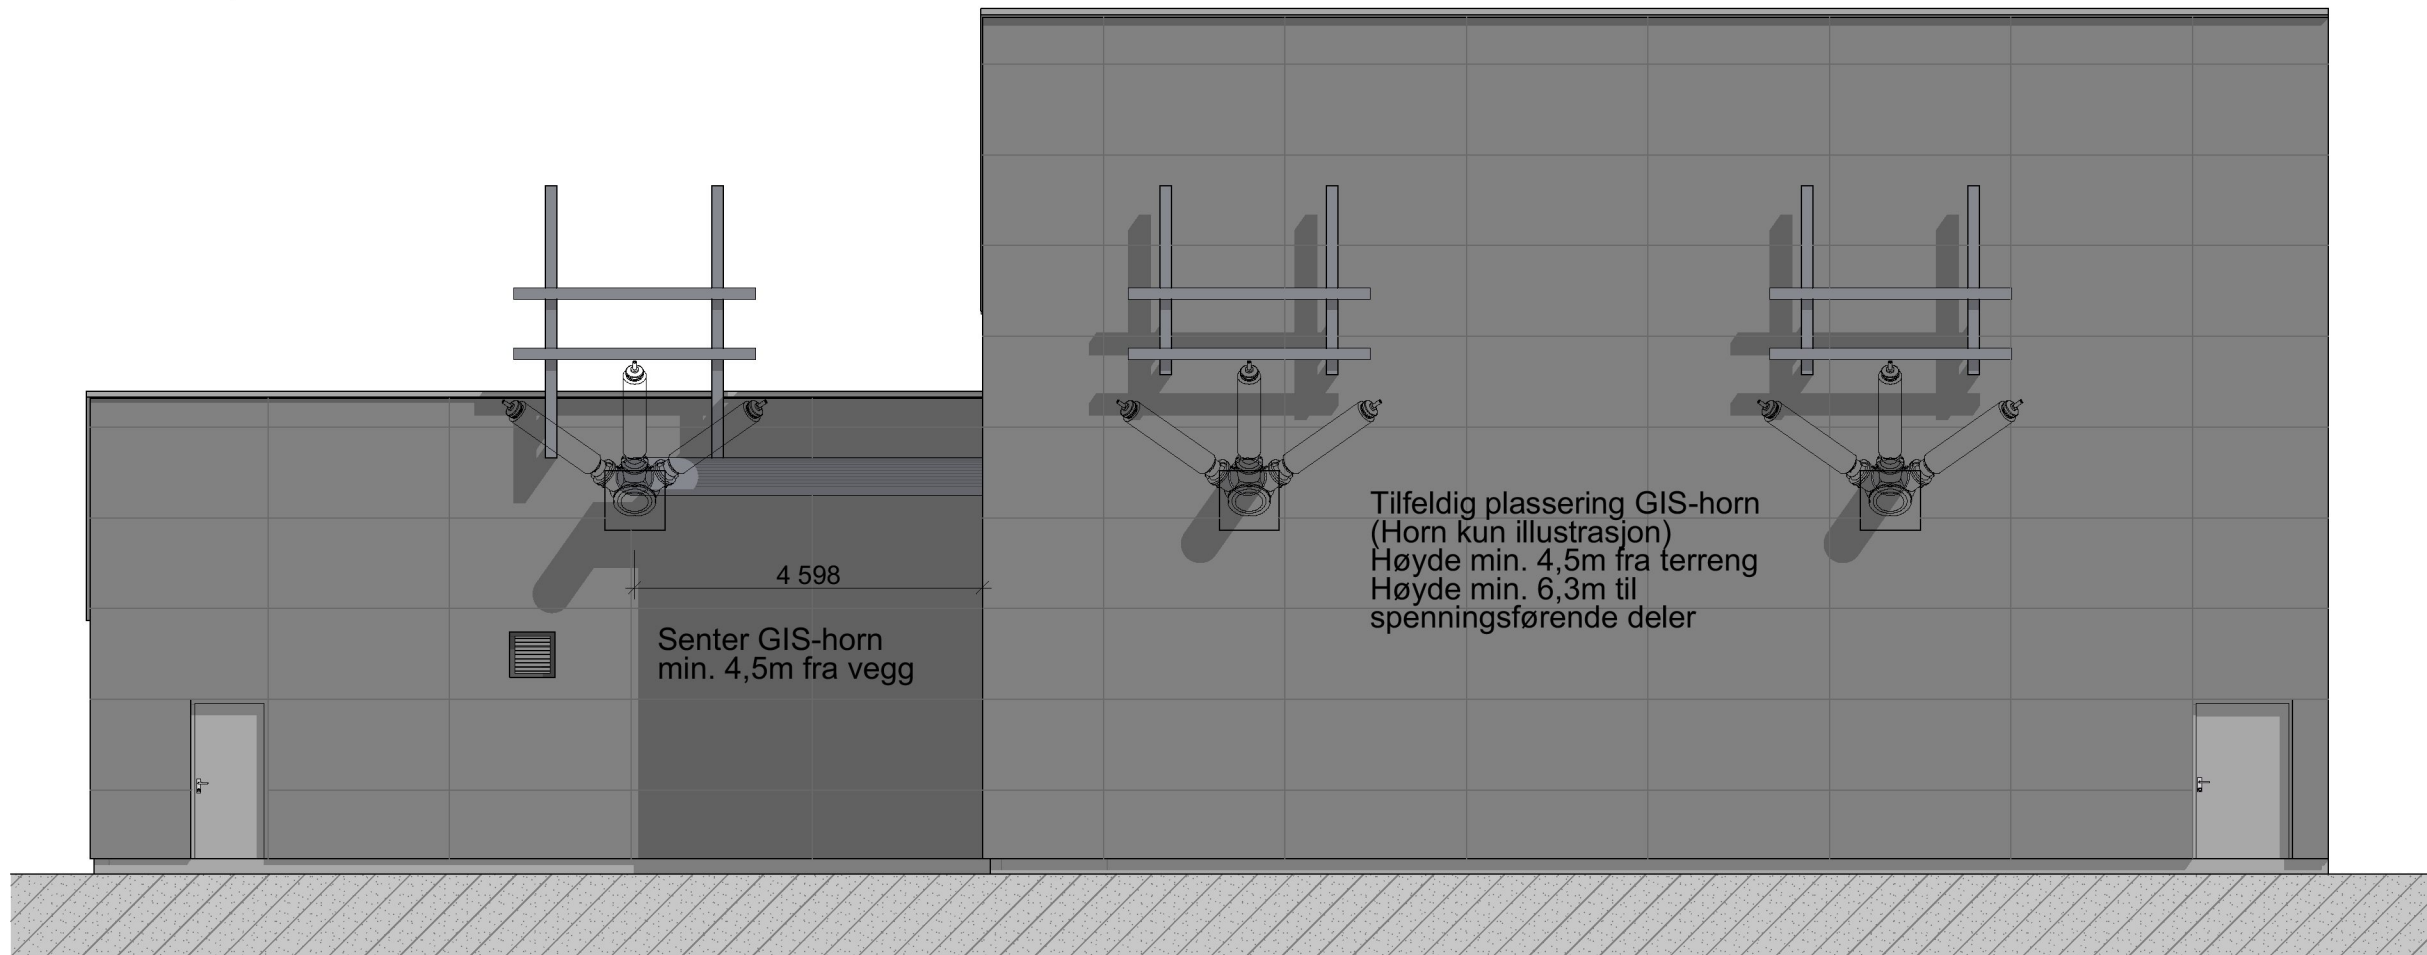 Tilfeldig plassering GIS-horn
(Horn kun illustrasjon)
Høyde min. 4,5m fra terreng
Høyde min. 6,3m til
spenningsførende deler
4 598
Senter GIS-horn
min. 4,5m fra vegg